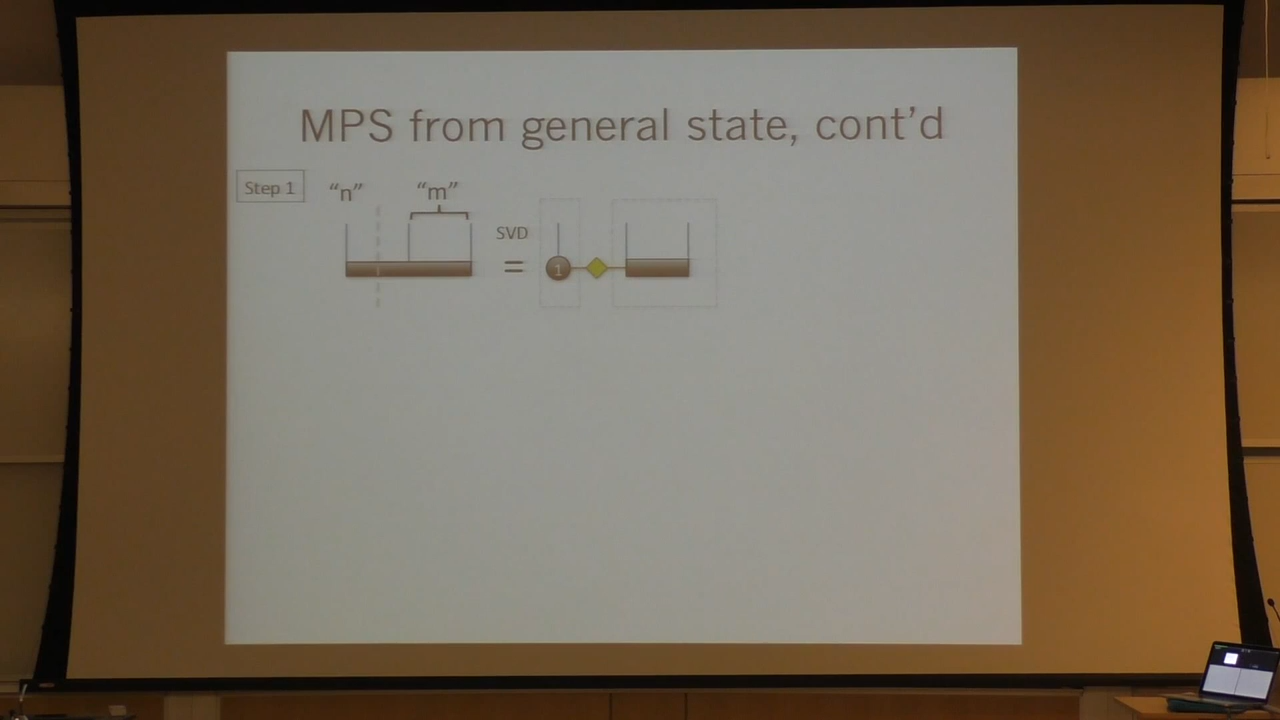 MPS from general state, cont’d
Step 1
“n”
“m”
SVD
=
1